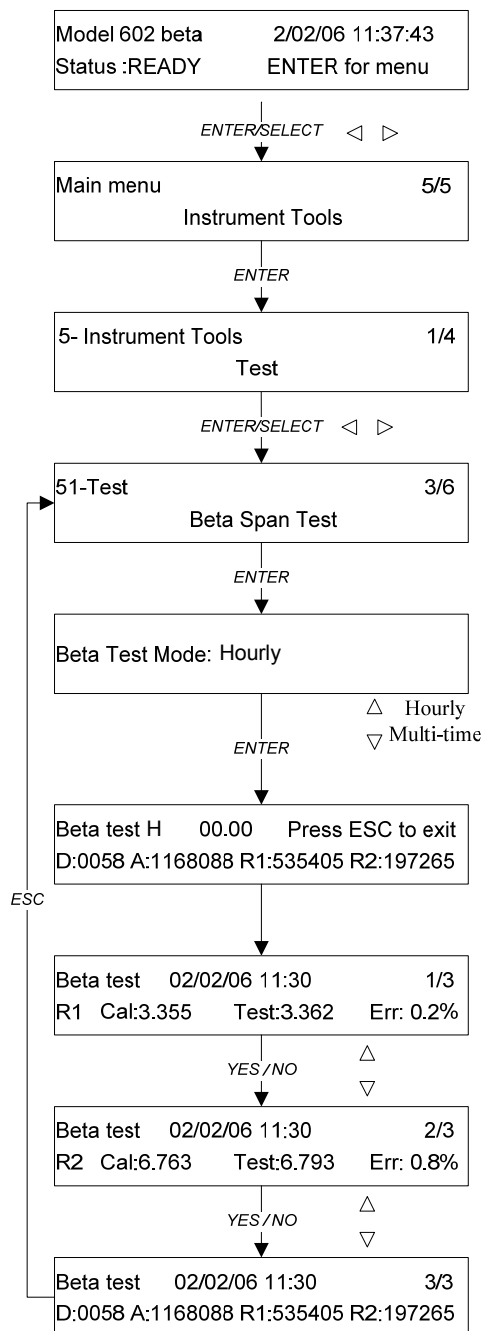 Model 602 beta 2/02/06 11:37:43
Status :READY ENTER for menu
ENTER/SELECT ◁ ▷
Main menu 5/5
Instrument Tools
ENTER
5- Instrument Tools 1/4
Test
ENTER/SELECT ◁ ▷
51-Test 3/6
Beta Span Test
ENTER
Beta Test Mode: Hourly
△ Hourly
▽ Multi-time
ENTER
Beta test H 00.00 Press ESC to exit
D:0058 A:1168088 R1:535405 R2:197265
ESC
Beta test 02/02/06 11:30 1/3
R1 Cal:3.355 Test:3.362 Err: 0.2%
△
YES/NO
▽
Beta test 02/02/06 11:30 2/3
R2 Cal:6.763 Test:6.793 Err: 0.8%
△
YES/NO
▽
Beta test 02/02/06 11:30 3/3
D:0058 A:1168088 R1:535405 R2:197265